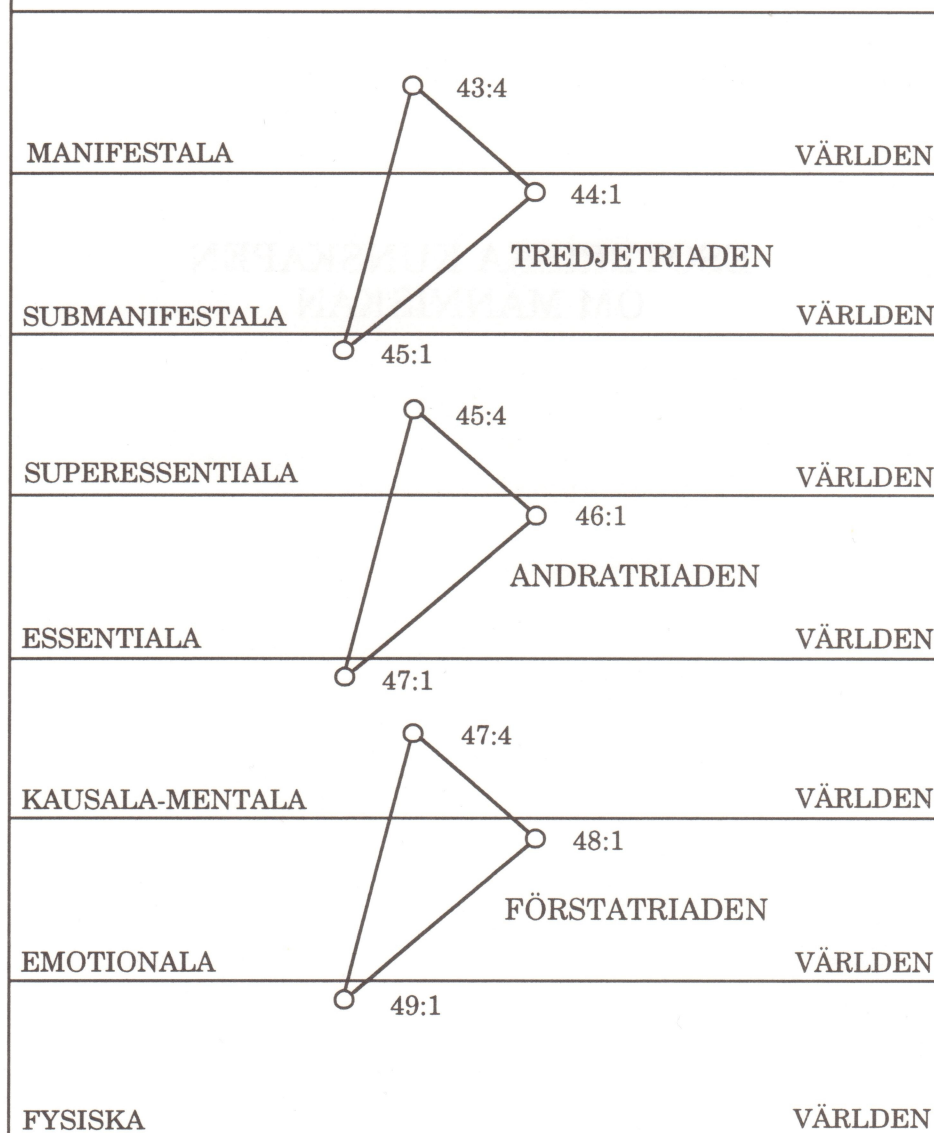 43:4
MANIFESTALA VÄRLDEN
44:1
TREDJETRIADEN
SUBMANIFESTALA VÄRLDEN
45:1
45:4
SUPERESSENTIALA VÄRLDEN
46:1
ANDRATRIADEN
ESSENTIALA VÄRLDEN
47:1
47:4
KAUSALA-MENTALA VÄRLDEN
48:1
FÖRSTATRIADEN
EMOTIONALA VÄRLDEN
49:1
FYSISKA VÄRLDEN